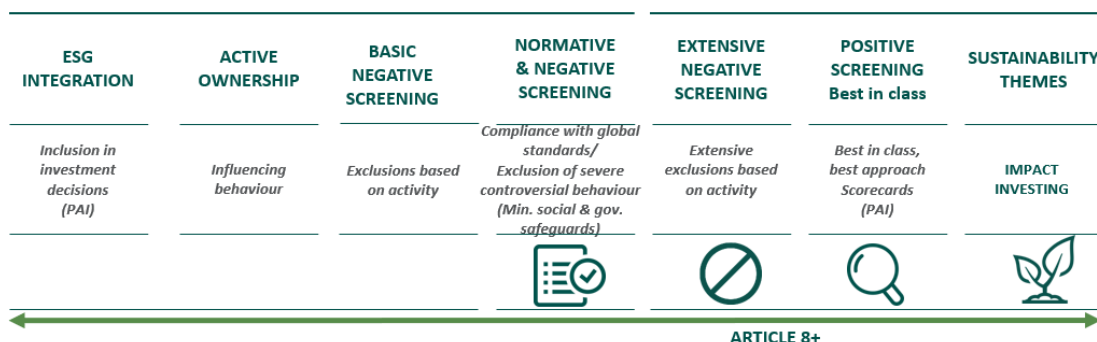 ESG
INTEGRATION
ACTIVE
OWNERSHIP
BASIC
NEGATIVE
SCREENING
NORMATIVE
& NEGATIVE
SCREENING
EXTENSIVE
NEGATIVE
SCREENING
POSITIVE
SCREENING
Best in class
SUSTAINABILITY
THEMES
Inclusion in
investment
decisions
(PAI)
Influencing
behaviour
Exclusions based
on activity
Compliance with global
standards/
Exclusion of severe
controversial behaviour
(Min. social & gov.
safeguards)
Extensive
exclusions based
on activity
Best in class,
best approach
Scorecards
(PAI)
IMPACT
INVESTING
ARTICLE 8+